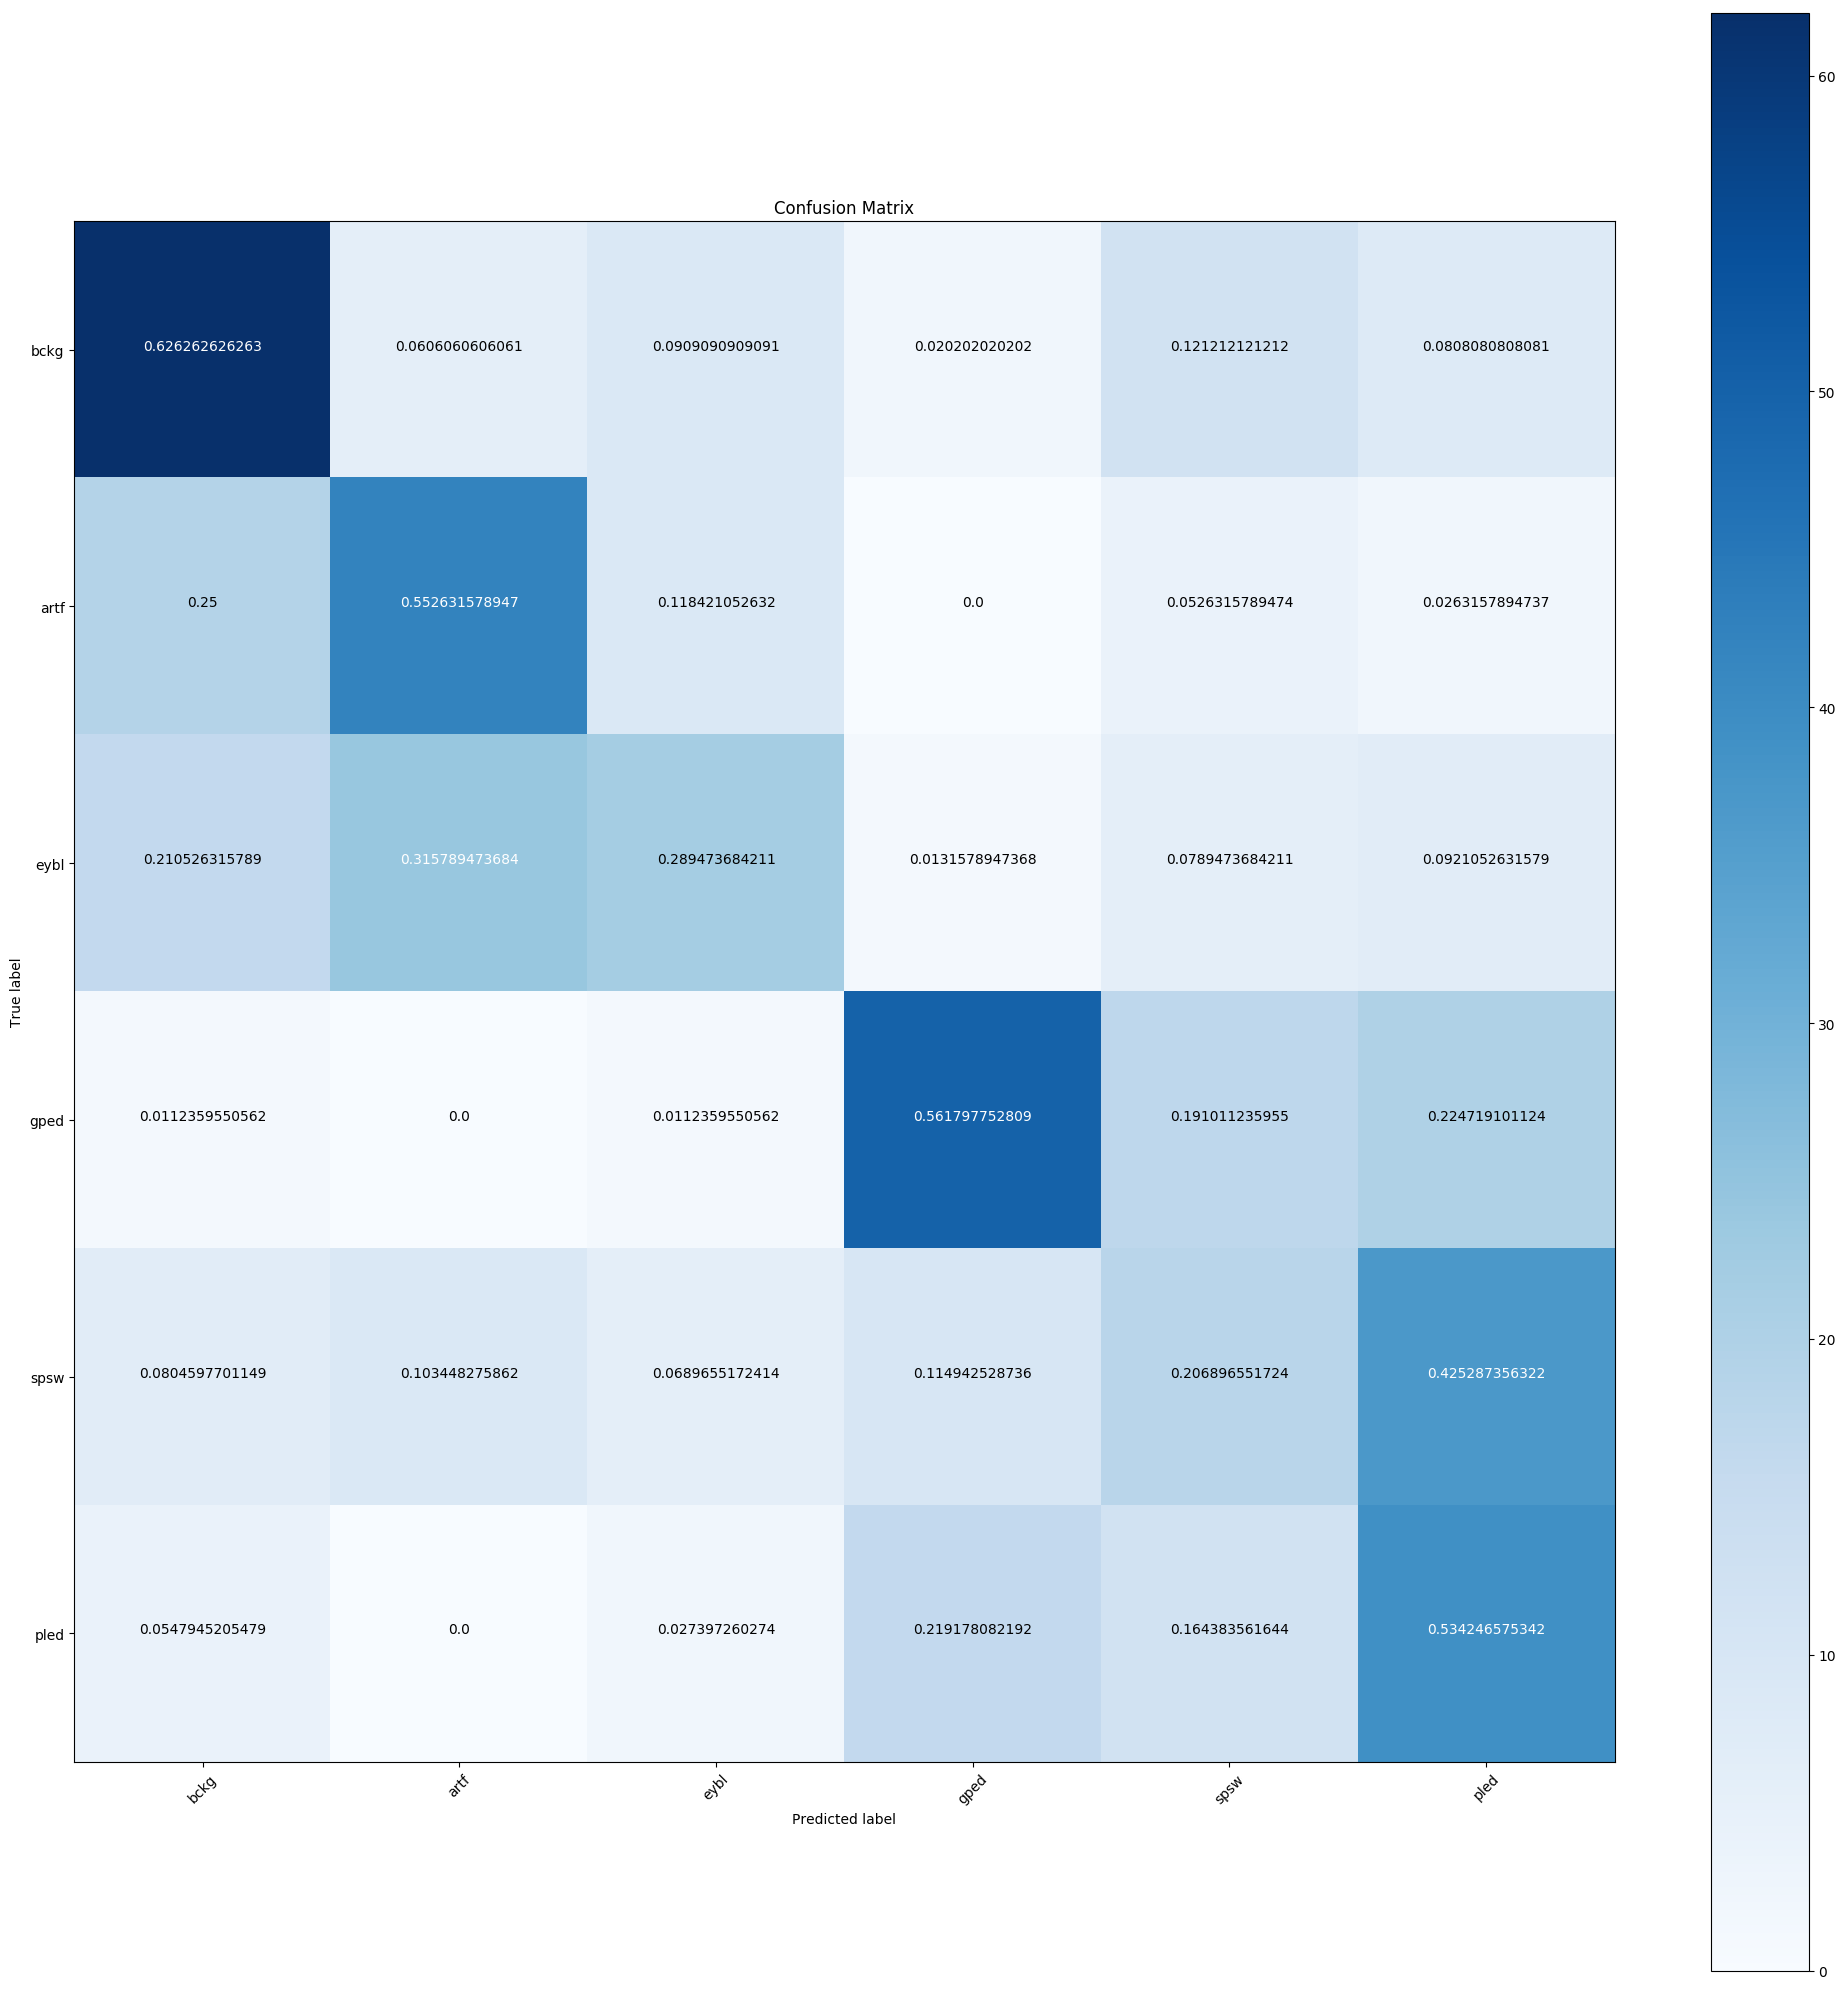 Confusion Matrix
bckg 0.626262626263 0.0606060606061 0.0909090909091 0.020202020202 0.121212121212 0.0808080808081
artf 0.25 0.552631578947 0.118421052632 0.0 0.0526315789474 0.0263157894737
eybl 0.210526315789 0.315789473684 0.289473684211 0.0131578947368 0.0789473684211 0.0921052631579
gped 0.0112359550562 0.0 0.0112359550562 0.561797752809 0.191011235955 0.224719101124
spsw 0.0804597701149 0.103448275862 0.0689655172414 0.114942528736 0.206896551724 0.425287356322
pled 0.0547945205479 0.0 0.027397260274 0.219178082192 0.164383561644 0.534246575342
bckg artf eybl gped spsw pled
True label
Predicted label
60
50
40
30
20
10
0